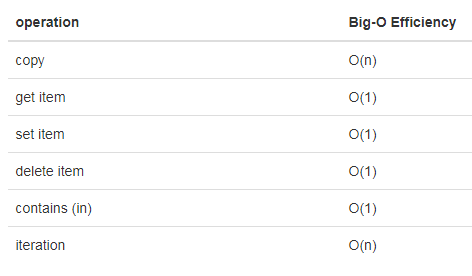 operation Big-O Efficiency
copy O(n)
get item O(1)
set item O(1)
delete item O(1)
contains (in) O(1)
iteration O(n)